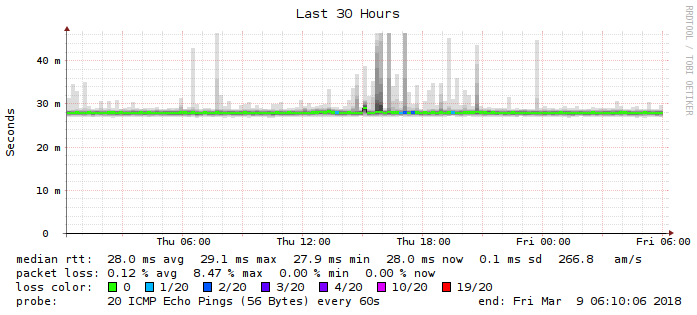 Last 30 Hours
RRDTOOL / TOBI OETIKER
Seconds
40 m
30 m
20 m
10 m
0
Thu 06:00 Thu 12:00 Thu 18:00 Fri 00:00 Fri 06:00
median rtt: 28.0 ms avg 29.1 ms max 27.9 ms min 28.0 ms now 0.1 ms sd 266.8 am/s
packet loss: 0.12 % avg 8.47 % max 0.00 % min 0.00 % now
loss color: 0 1/20 2/20 3/20 4/20 10/20 19/20
probe: 20 ICMP Echo Pings (56 Bytes) every 60s end: Fri Mar 9 06:10:06 2018